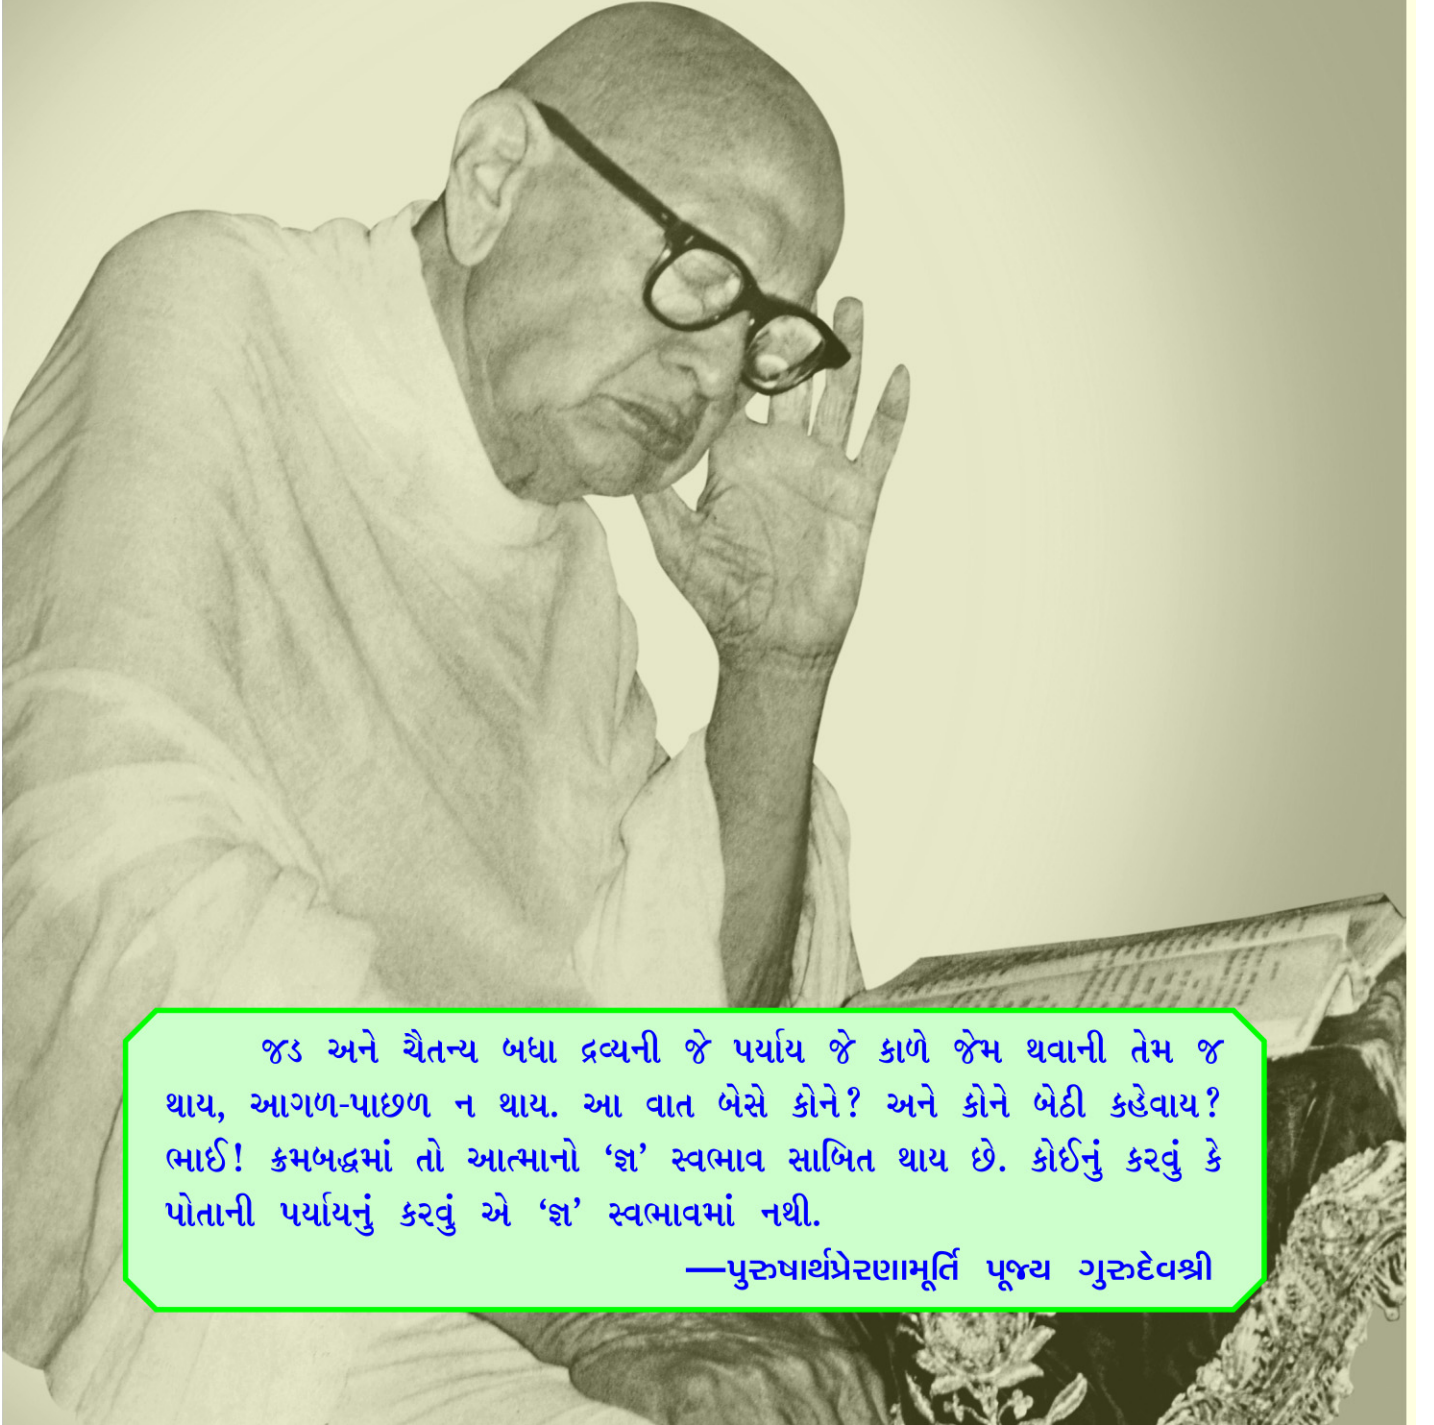 જડ અને ચૈતન્ય બધા દ્રવ્યની જે પર્યાય જે કાળે જેમ થવાની તેમ જ
થાય, આગળ-પાછળ ન થાય. આ વાત બેસે કોને? અને કોને બેઠી કહેવાય?
ભાઈ! ક્રમબદ્ધમાં તો આત્માનો ‘જ્ઞ’ સ્વભાવ સાબિત થાય છે. કોઈનું કરવું કે
પોતાની પર્યાયનું કરવું એ ‘જ્ઞ’ સ્વભાવમાં નથી.
—પુરુષાર્થપ્રેરણામૂર્તિ પૂજ્ય ગુરુદેવશ્રી